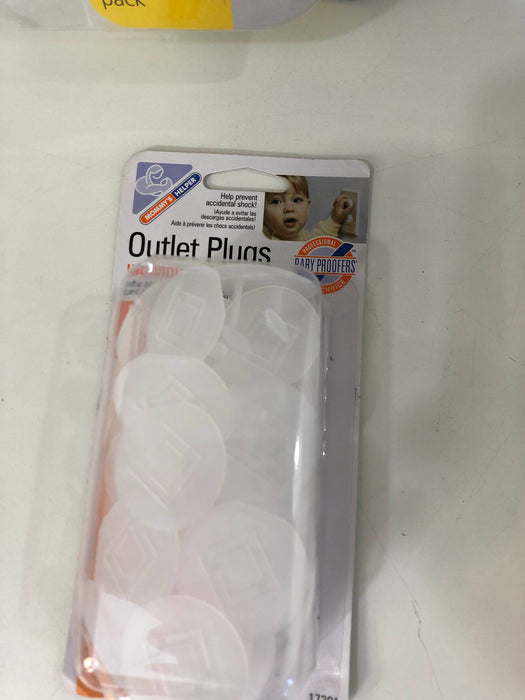 pack
MOMMY'S HELPER
Help prevent
accidental shock!
¡Ayude a evitar las
descargas accidentales!
Aide à prévenir les chocs accidentels!
Outlet Plugs
PROFESSIONAL
BABY PROOFERS'
CHOICE